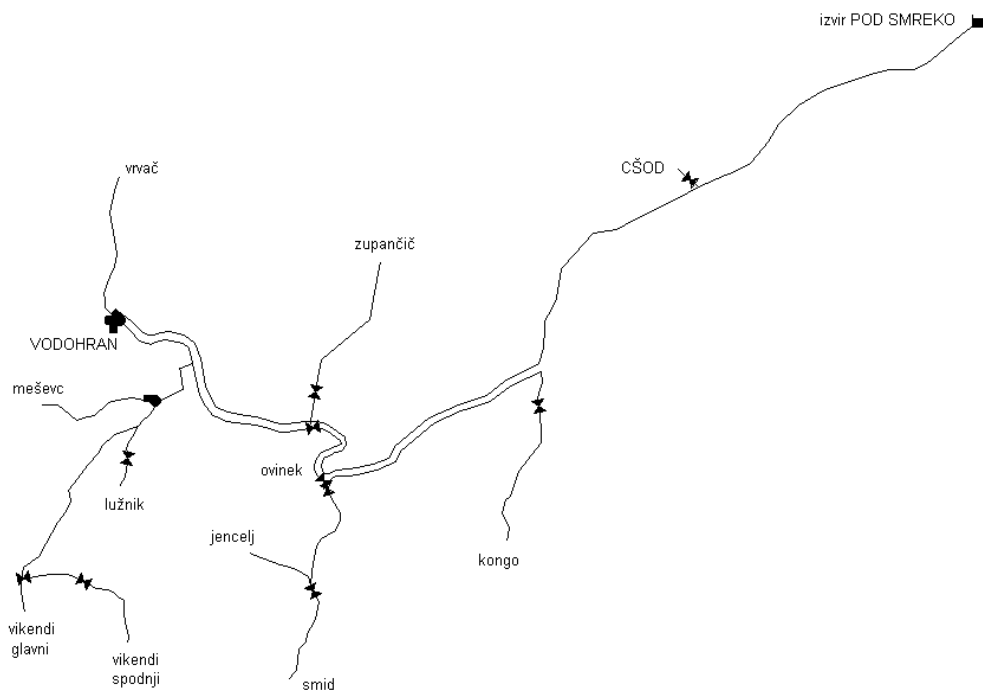 izvir POD SMREKO
CŠOD
vrvač
zupančič
VODOHRAN
meševc
ovinek
lužnik
jencelj
kongo
vikendi
glavni
vikendi
spodnji
smid